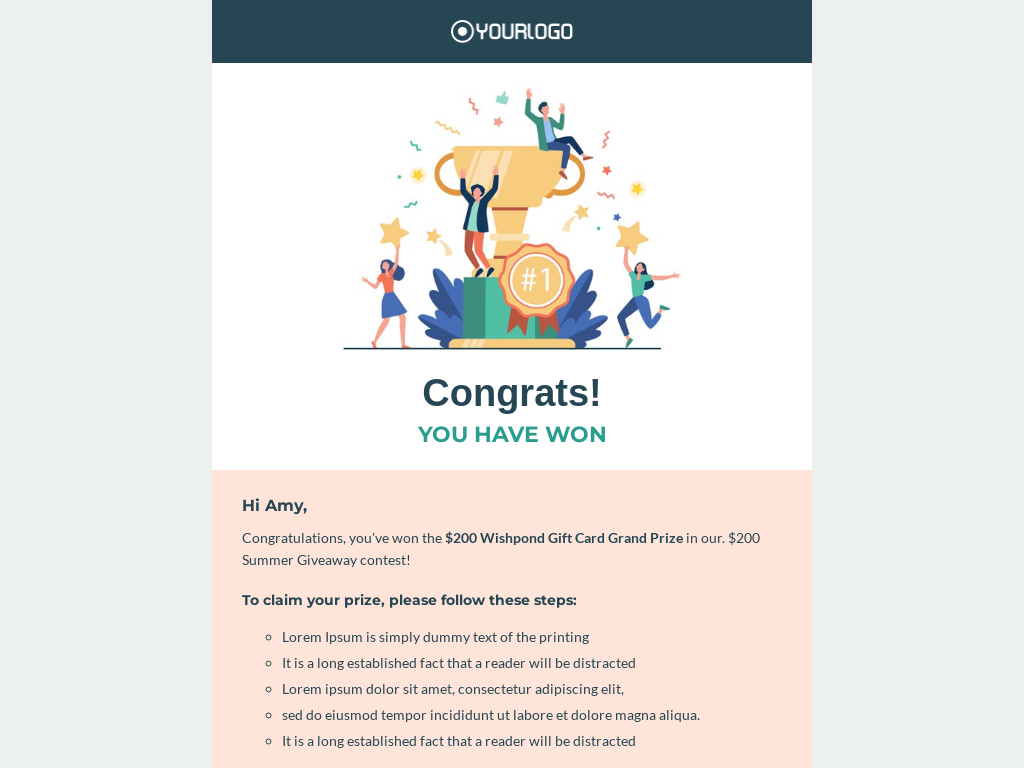 YOURLOGO
#1
Congrats!
YOU HAVE WON
Hi Amy,
Congratulations, you've won the $200 Wishpond Gift Card Grand Prize in our. $200
Summer Giveaway contest!
To claim your prize, please follow these steps:
Lorem Ipsum is simply dummy text of the printing
It is a long established fact that a reader will be distracted
Lorem ipsum dolor sit amet, consectetur adipiscing elit,
sed do eiusmod tempor incididunt ut labore et dolore magna aliqua.
It is a long established fact that a reader will be distracted